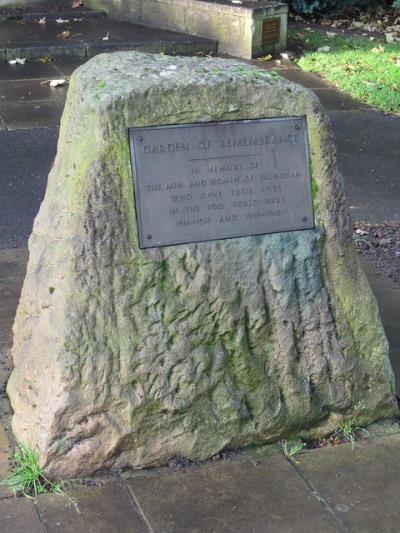 GARDEN OF REMEMBRANCE
IN MEMORY OF
THE MEN AND WOMEN OF BILLINGHAM
WHO GAVE THEIR LIVES
IN THE TWO WORLD WARS
1914-1918 AND 1939-1945